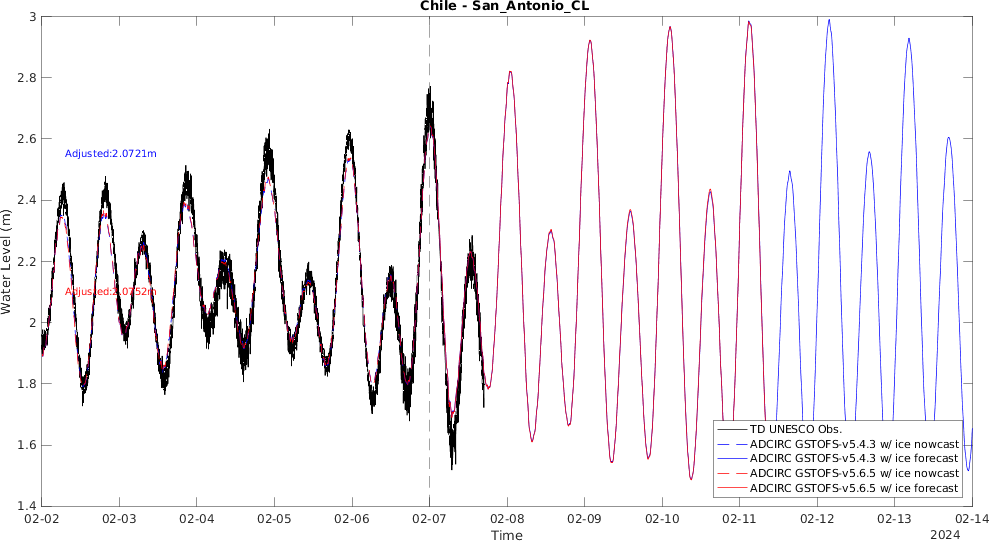 Chile - San_Antonio_CL
3
2.8
2.6
2.4
2.2
2
1.8
1.6
1.4
Water Level (m)
Adjusted:2.0721m
Adjusted:2.0752m
TD UNESCO Obs.
ADCIRC GSTOFS-v5.4.3 w/ ice nowcast
ADCIRC GSTOFS-v5.4.3 w/ ice forecast
ADCIRC GSTOFS-v5.6.5 w/ ice nowcast
ADCIRC GSTOFS-v5.6.5 w/ ice forecast
02-02 02-03 02-04 02-05 02-06 02-07 02-08 02-09 02-10 02-11 02-12 02-13 02-14
Time
2024